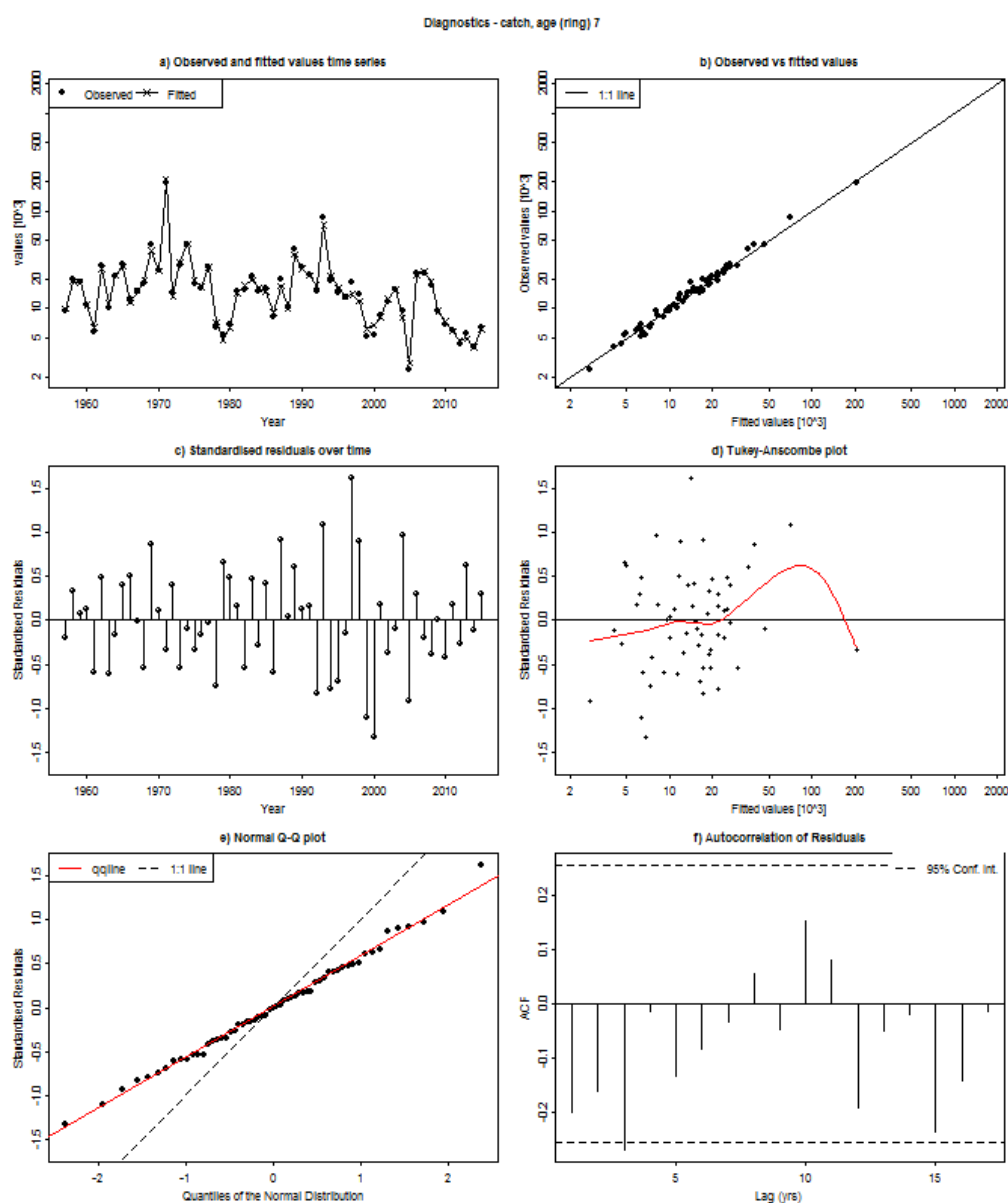 Diagnostics - catch, age (ring) 7
a) Observed and fitted values time series
Observed Fitted
values [10^3]
2 5 10 20 50 100 200 500 2000
1960 1970 1980 1990 2000 2010
Year
b) Observed vs fitted values
1:1 line
Observed values [10^3]
2 5 10 20 50 100 200 500 2000
2 5 10 20 50 100 200 500 1000 2000
Fitted values [10^3]
c) Standardised residuals over time
Standardised Residuals
-1.5 -1.0 -0.5 0.0 0.5 1.0 1.5
1960 1970 1980 1990 2000 2010
Year
d) Tukey-Anscombe plot
Standardised Residuals
-1.5 -1.0 -0.5 0.0 0.5 1.0 1.5
2 5 10 20 50 100 200 500 1000 2000
Fitted values [10^3]
e) Normal Q-Q plot
qqline 1:1 line
Standardised Residuals
-1.5 -1.0 -0.5 0.0 0.5 1.0 1.5
-2 -1 0 1 2
Quantiles of the Normal Distribution
f) Autocorrelation of Residuals
95% Conf. Int.
ACF
-0.2 -0.1 0.0 0.1 0.2
5 10 15
Lag (yrs)